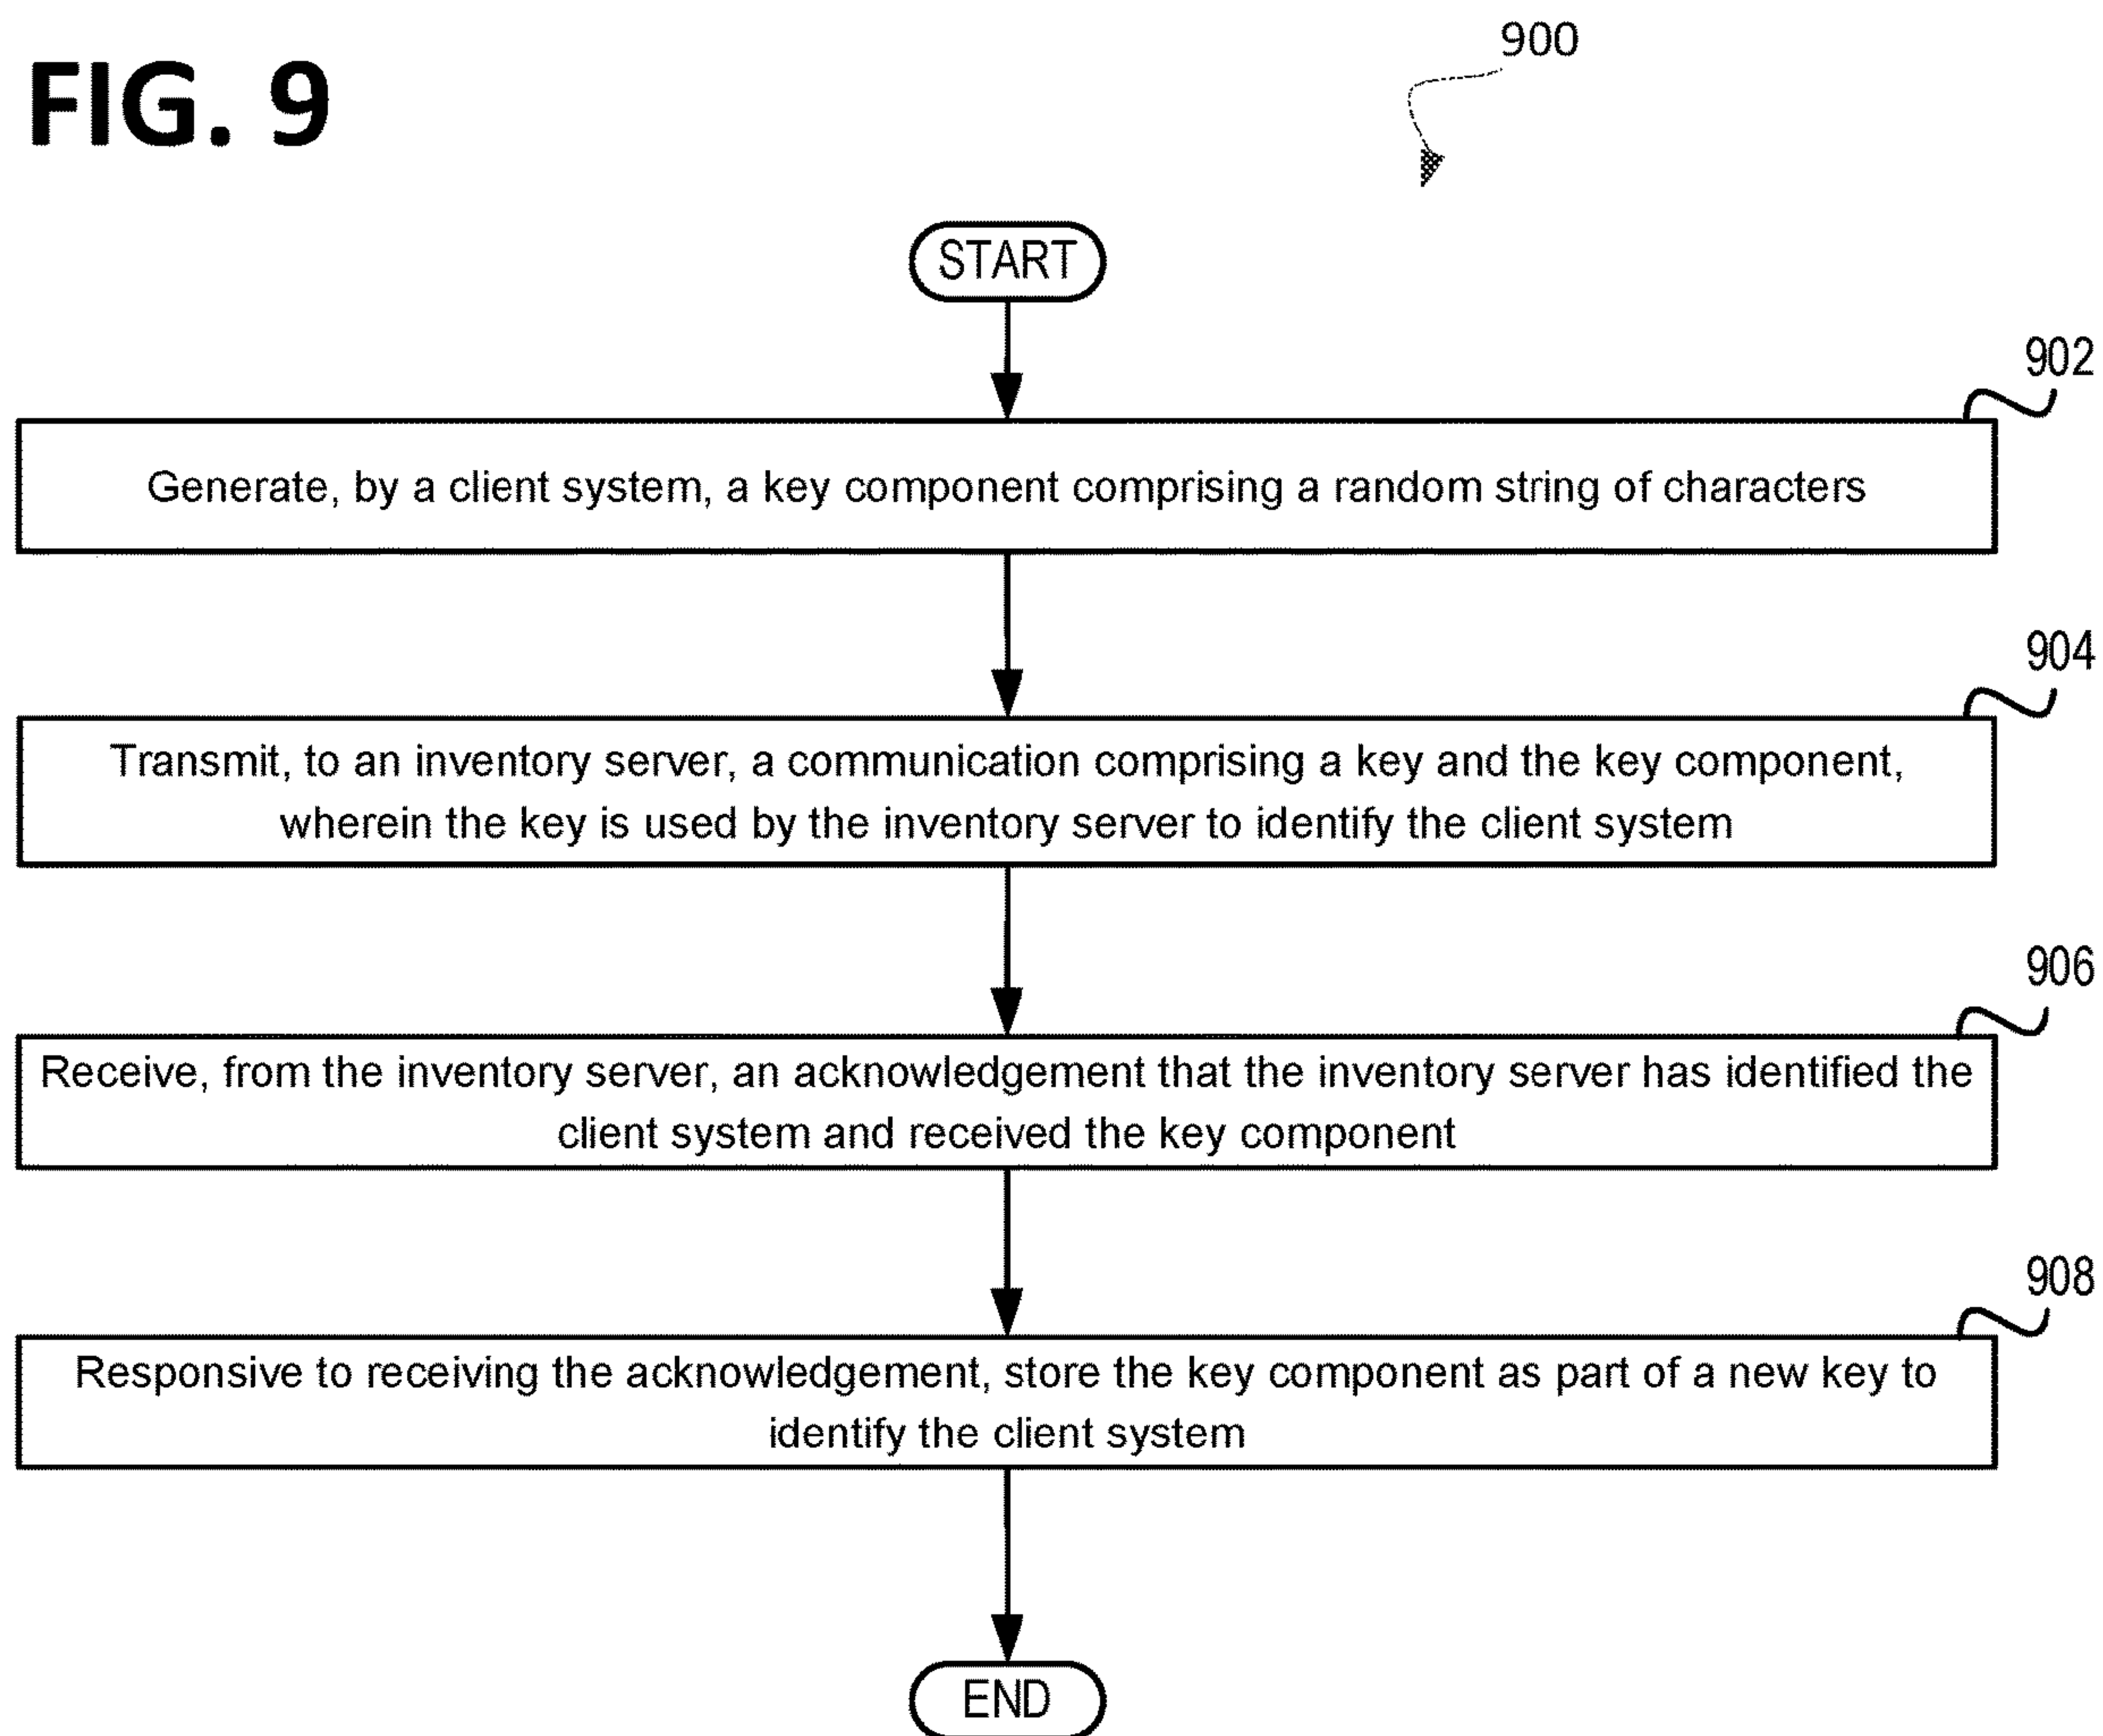 FIG. 9
900
START
902
Generate, by a client system, a key component comprising a random string of characters
904
Transmit, to an inventory server, a communication comprising a key and the key component,
wherein the key is used by the inventory server to identify the client system
906
Receive, from the inventory server, an acknowledgement that the inventory server has identified the
client system and received the key component
908
Responsive to receiving the acknowledgement, store the key component as part of a new key to
identify the client system
END